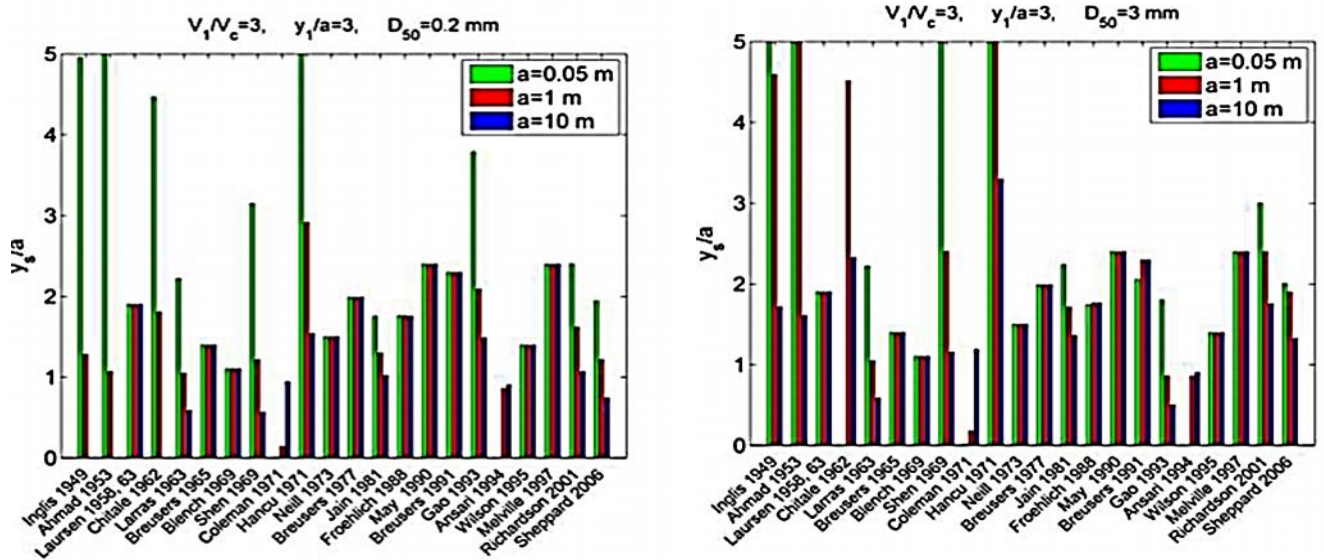 V1/Vc=3, y1/a=3, D50=0.2 mm
ys/a
5
4
3
2
1
0
a=0.05 m
a=1 m
a=10 m
Inglis 1949
Ahmad 1953
Laursen 1958, 63
Chitale 1962
Larras 1963
Breusers 1965
Blench 1969
Shen 1969
Coleman 1971
Hancu 1971
Neill 1973
Breusers 1977
Jain 1981
Froehlich 1988
May 1990
Breusers 1991
Gao 1993
Ansari 1994
Wilson 1995
Melville 1997
Richardson 2001
Sheppard 2006
V1/Vc=3, y1/a=3, D50=3 mm
ys/a
5
4
3
2
1
0
a=0.05 m
a=1 m
a=10 m
Inglis 1949
Ahmad 1953
Laursen 1958, 63
Chitale 1962
Larras 1963
Breusers 1965
Blench 1969
Shen 1969
Coleman 1971
Hancu 1971
Neill 1973
Breusers 1977
Jain 1981
Froehlich 1988
May 1990
Breusers 1991
Gao 1993
Ansari 1994
Wilson 1995
Melville 1997
Richardson 2001
Sheppard 2006